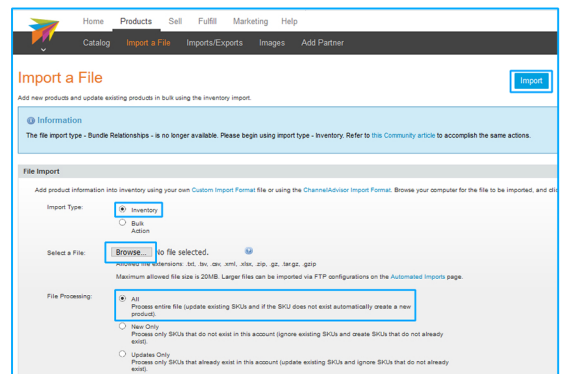 Home Products Sell Fulfill Marketing Help
Catalog Import a File Imports/Exports Images Add Partner
Import a File
Import
Add new products and update existing products in bulk using the inventory import.
Information
The file import type - Bundle Relationships - is no longer available. Please begin using import type - Inventory. Refer to this Community article to accomplish the same actions.
File Import
Add product information into inventory using your own Custom Import Format file or using the ChannelAdvisor Import Format. Browse your computer for the file to be imported, and clic
Import Type:
Inventory
Bulk
Action
Select a File:
Browse... No file selected.
Allowed file extensions: .txt, .tsv, .csv, .xml, .xlsx, .zip, .gz, .tar.gz, .gzip
Maximum allowed file size is 20MB. Larger files can be imported via FTP configurations on the Automated Imports page.
File Processing:
All
Process entire file (update existing SKUs and if the SKU does not exist automatically create a new
product).
New Only
Process only SKUs that do not exist in this account (ignore existing SKUs and create SKUs that do not already
exist).
Updates Only
Process only SKUs that already exist in this account (update existing SKUs and ignore SKUs that do not already
exist).